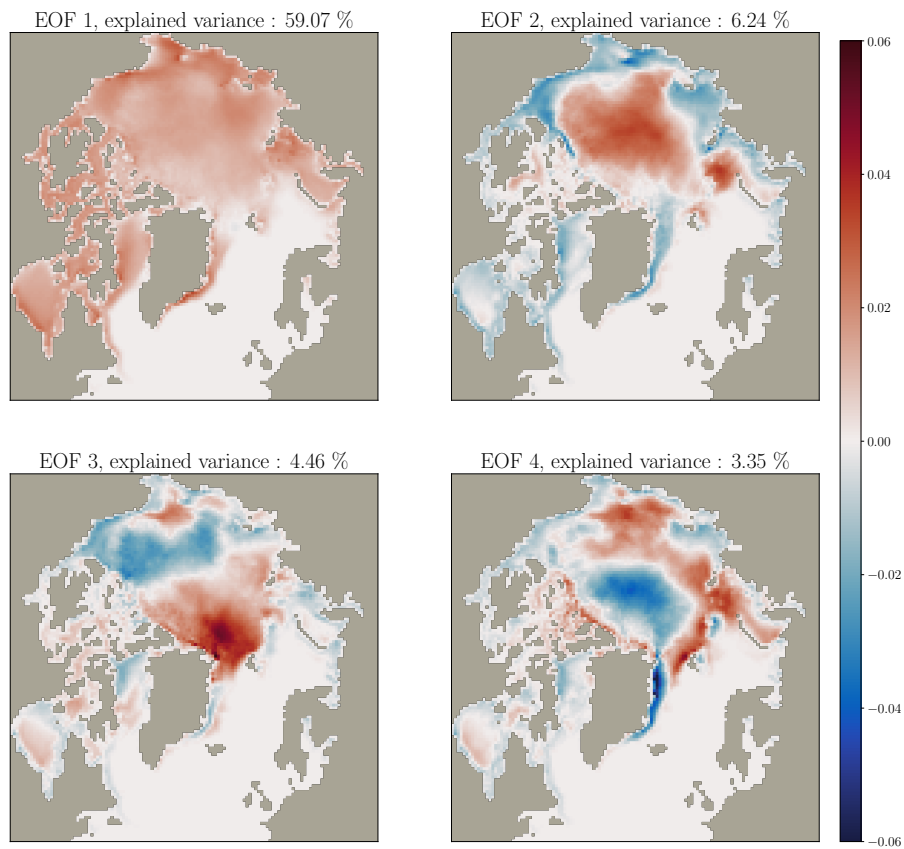 EOF 1, explained variance : 59.07 %
EOF 2, explained variance : 6.24 %
0.06
0.04
0.02
0.00
−0.02
−0.04
−0.06
EOF 3, explained variance : 4.46 %
EOF 4, explained variance : 3.35 %